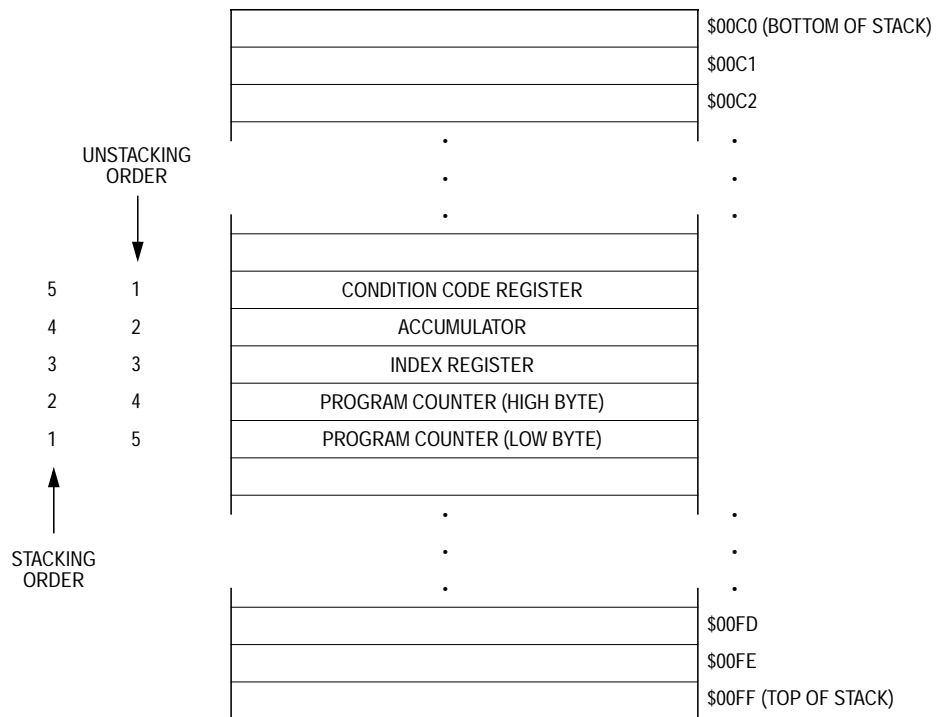 $00C0 (BOTTOM OF STACK)
$00C1
$00C2
UNSTACKING
ORDER
5 1 CONDITION CODE REGISTER
4 2 ACCUMULATOR
3 3 INDEX REGISTER
2 4 PROGRAM COUNTER (HIGH BYTE)
1 5 PROGRAM COUNTER (LOW BYTE)
STACKING
ORDER
$00FD
$00FE
$00FF (TOP OF STACK)